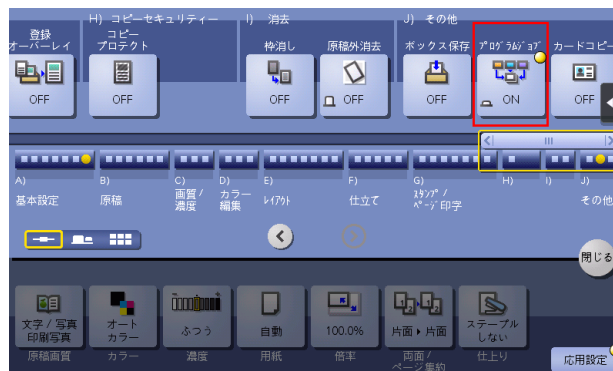 H) コピーセキュリティー
I) 消去
J) その他
登録
オーバーレイ
コピー
プロテクト
枠消し
原稿外消去
ボックス保存
プログラムジョブ
カードコピー
OFF
OFF
OFF
OFF
OFF
ON
OFF
A)
B)
C)
D)
E)
F)
G)
H)
I)
J)
基本設定
原稿
画質/
濃度
カラー
編集
レイアウト
仕立て
スタンプ/
ページ印字
その他
閉じる
文字/写真
印刷写真
オート
カラー
ふつう
自動
100.0%
片面▶片面
ステープル
しない
原稿画質
カラー
濃度
用紙
倍率
両面/
ページ集約
仕上り
応用設定